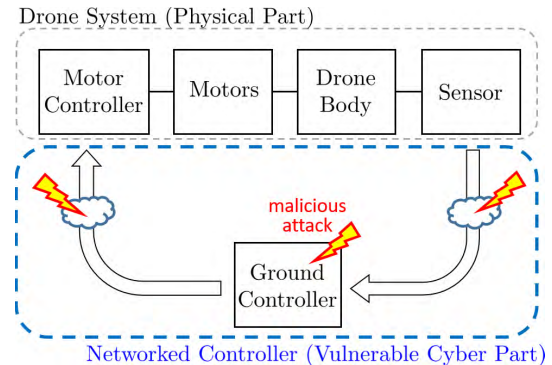 Drone System (Physical Part)
Motor
Controller
Motors
Drone
Body
Sensor
malicious
attack
Ground
Controller
Networked Controller (Vulnerable Cyber Part)